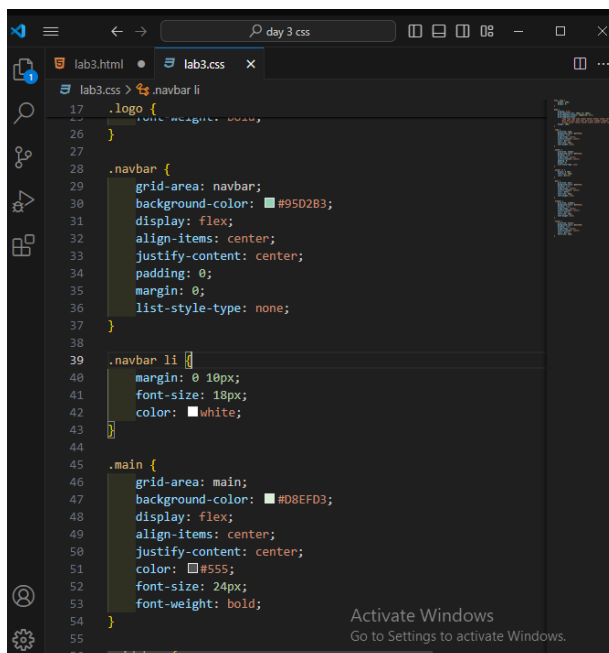 day 3 css
lab3.html
lab3.css
lab3.css > .navbar li
17 .logo {
25 font-weight: bold;
26 }
27
28 .navbar {
29 grid-area: navbar;
30 background-color: #95D2B3;
31 display: flex;
32 align-items: center;
33 justify-content: center;
34 padding: 0;
35 margin: 0;
36 list-style-type: none;
37 }
38
39 .navbar li {
40 margin: 0 10px;
41 font-size: 18px;
42 color: white;
43 }
44
45 .main {
46 grid-area: main;
47 background-color: #D8EFD3;
48 display: flex;
49 align-items: center;
50 justify-content: center;
51 color: #555;
52 font-size: 24px;
53 font-weight: bold;
54 }
55
1
Activate Windows
Go to Settings to activate Windows.